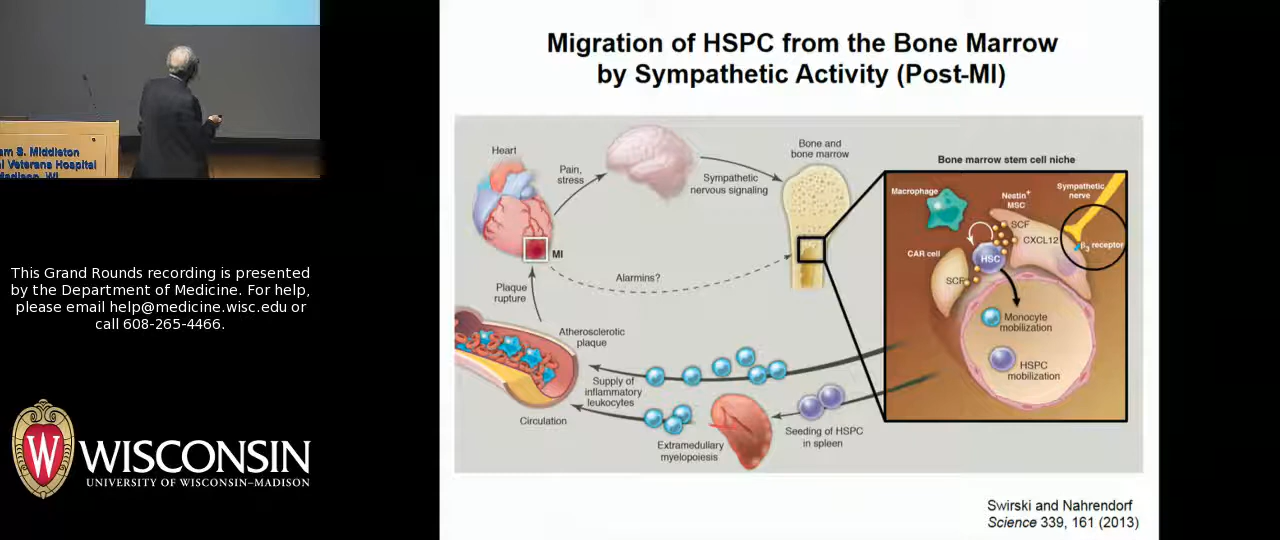 am S. Middleton
l Veterans Hospital
Madison, WI
This Grand Rounds recording is presented
by the Department of Medicine. For help,
please email help@medicine.wisc.edu or
call 608-265-4466.
WISCONSIN
UNIVERSITY OF WISCONSIN–MADISON
Migration of HSPC from the Bone Marrow
by Sympathetic Activity (Post-MI)
Heart
Pain,
stress
Sympathetic
nervous signaling
Bone and
bone marrow
MI
Alarmins?
Plaque
rupture
Atherosclerotic
plaque
Supply of
inflammatory
leukocytes
Circulation
Extramedullary
myelopoiesis
Seeding of HSPC
in spleen
Bone marrow stem cell niche
Macrophage
Nestin+
MSC
Sympathetic
nerve
SCF
CXCL12
β3 receptor
CAR cell
HSC
SCF
Monocyte
mobilization
HSPC
mobilization
Swirski and Nahrendorf
Science 339, 161 (2013)